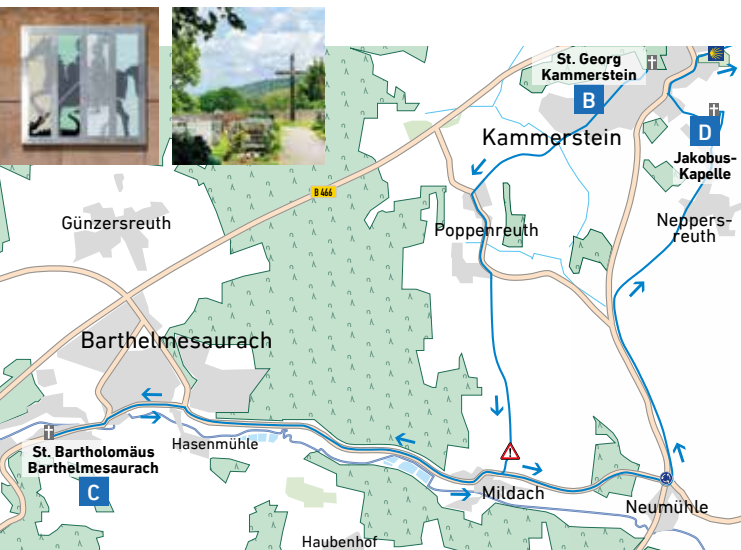 St. Georg
Kammerstein
B
Kammerstein
D
Jakobus-
Kapelle
B 466
Günzersreuth
Poppenreuth
Neppers-
reuth
Barthelmesaurach
Hasenmühle
St. Bartholomäus
Barthelmesaurach
C
Mildach
Neumühle
Haubenhof